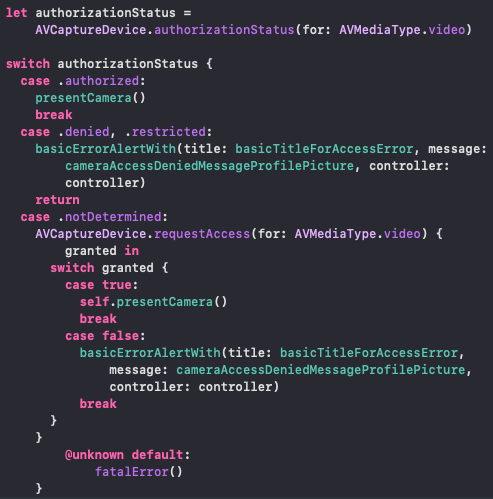 let authorizationStatus =
AVCaptureDevice.authorizationStatus(for: AVMediaType.video)
switch authorizationStatus {
case .authorized:
presentCamera()
break
case .denied, .restricted:
basicErrorAlertWith(title: basicTitleForAccessError, message:
cameraAccessDeniedMessageProfilePicture, controller:
controller)
return
case .notDetermined:
AVCaptureDevice.requestAccess(for: AVMediaType.video) {
granted in
switch granted {
case true:
self.presentCamera()
break
case false:
basicErrorAlertWith(title: basicTitleForAccessError,
message: cameraAccessDeniedMessageProfilePicture,
controller: controller)
break
}
}
@unknown default:
fatalError()
}